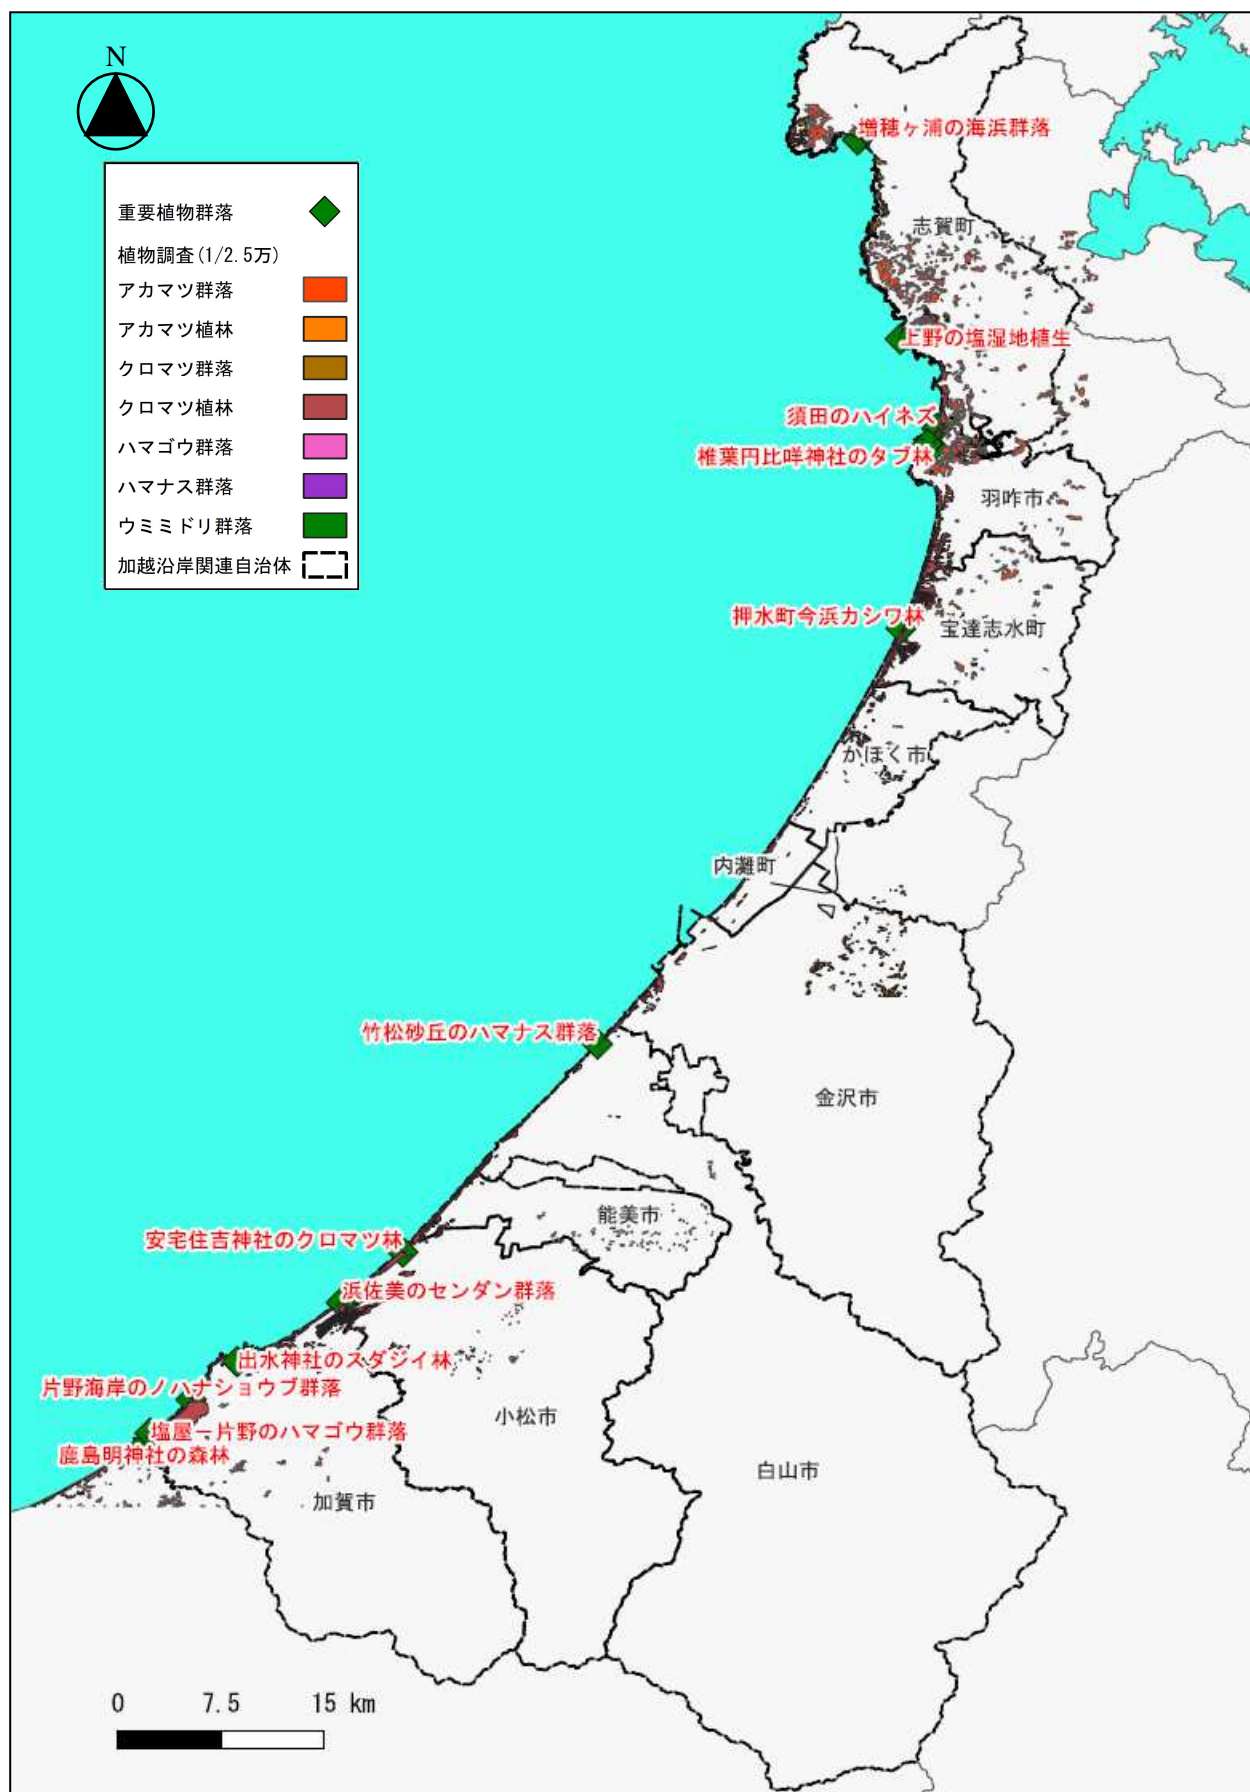 N
重要植物群落
植物調査(1/2.5万)
アカマツ群落
アカマツ植林
クロマツ群落
クロマツ植林
ハマゴウ群落
ハマナス群落
ウミミドリ群落
加越沿岸関連自治体
増穂ヶ浦の海浜群落
志賀町
上野の塩湿地植生
須田のハイネズ
椎葉円比咩神社のタブ林
羽咋市
押水町今浜カシワ林
宝達志水町
かほく市
内灘町
竹松砂丘のハマナス群落
金沢市
能美市
安宅住吉神社のクロマツ林
浜佐美のセンダン群落
出水神社のスダジイ林
片野海岸のノハナショウブ群落
小松市
塩屋－片野のハマゴウ群落
鹿島明神社の森林
白山市
加賀市
0 7.5 15 km